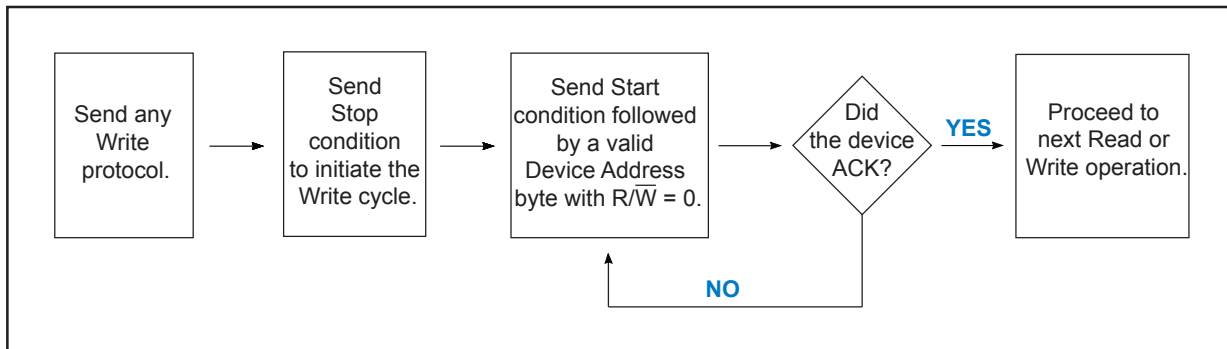 Send any
Write
protocol.
Send
Stop
condition
to initiate the
Write cycle.
Send Start
condition followed
by a valid
Device Address
byte with R/W̅ = 0.
Did
the device
ACK?
YES
NO
Proceed to
next Read or
Write operation.